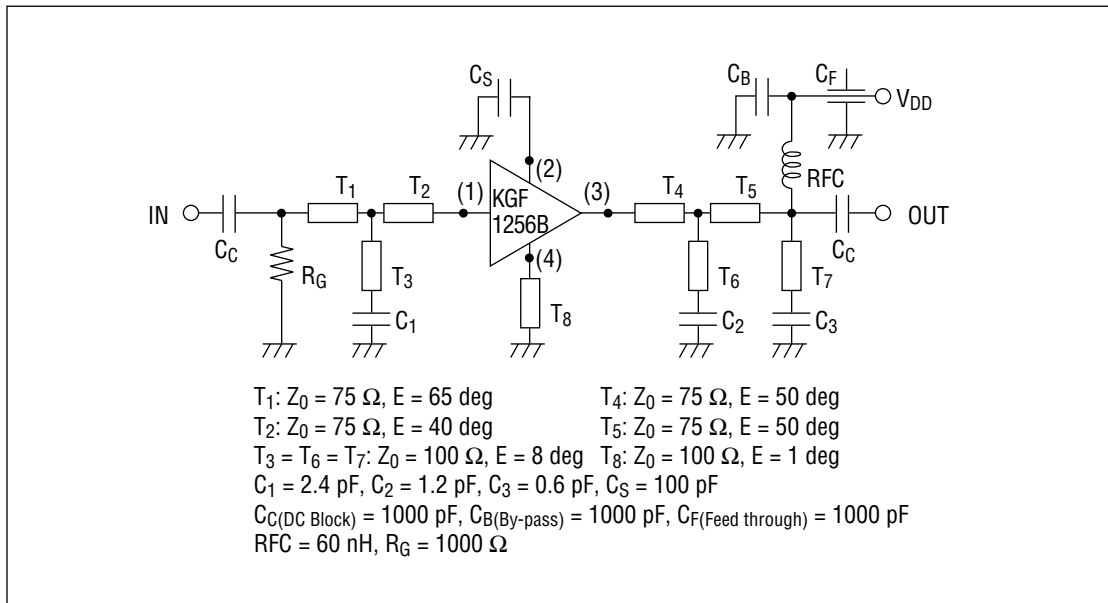 C_S
C_B
C_F
V_DD
RFC
(2)
T_1
T_2
(1)
KGF
1256B
(3)
T_4
T_5
IN
OUT
C_C
R_G
T_3
(4)
T_6
C_C
T_7
C_1
T_8
C_2
C_3
T_1: Z_0 = 75 Ω, E = 65 deg
T_4: Z_0 = 75 Ω, E = 50 deg
T_2: Z_0 = 75 Ω, E = 40 deg
T_5: Z_0 = 75 Ω, E = 50 deg
T_3 = T_6 = T_7: Z_0 = 100 Ω, E = 8 deg
T_8: Z_0 = 100 Ω, E = 1 deg
C_1 = 2.4 pF, C_2 = 1.2 pF, C_3 = 0.6 pF, C_S = 100 pF
C_C(DC Block) = 1000 pF, C_B(By-pass) = 1000 pF, C_F(Feed through) = 1000 pF
RFC = 60 nH, R_G = 1000 Ω